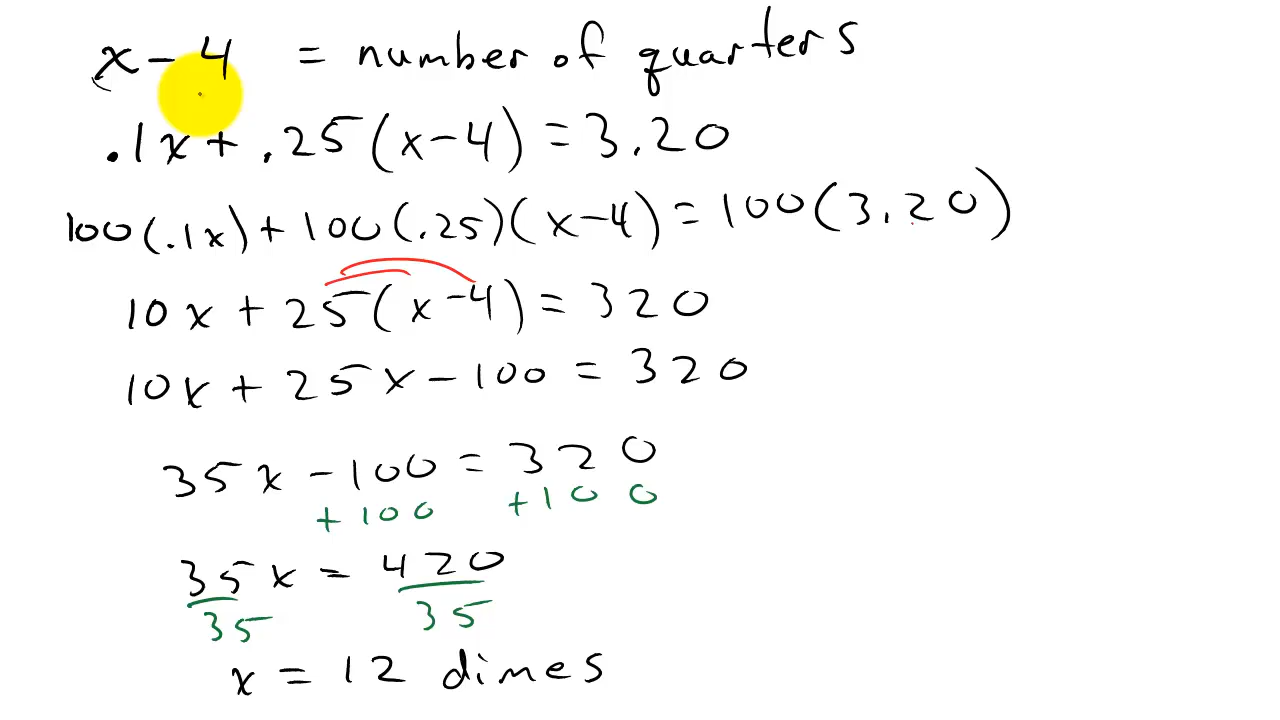 x - 4 = number of quarters
.1x + .25(x - 4) = 3.20
100(.1x) + 100(.25)(x - 4) = 100(3.20)
10x + 25(x - 4) = 320
10x + 25x - 100 = 320
35x - 100 = 320
+100 +100
35x = 420
35 35
x = 12 dimes